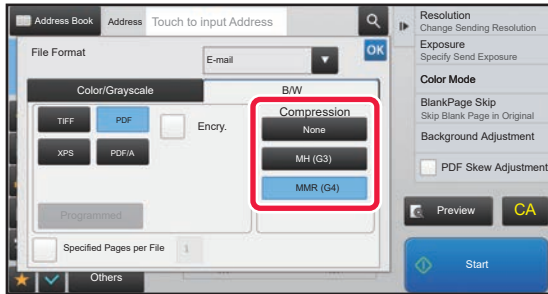 Address Book Address Touch to input Address
File Format
E-mail
OK
Color/Grayscale
B/W
TIFF
PDF
Encry.
XPS
PDF/A
Programmed
Compression
None
MH (G3)
MMR (G4)
Specified Pages per File 1
Others
Resolution
Change Sending Resolution
Exposure
Specify Send Exposure
Color Mode
BlankPage Skip
Skip Blank Page in Original
Background Adjustment
PDF Skew Adjustment
Preview
CA
Start